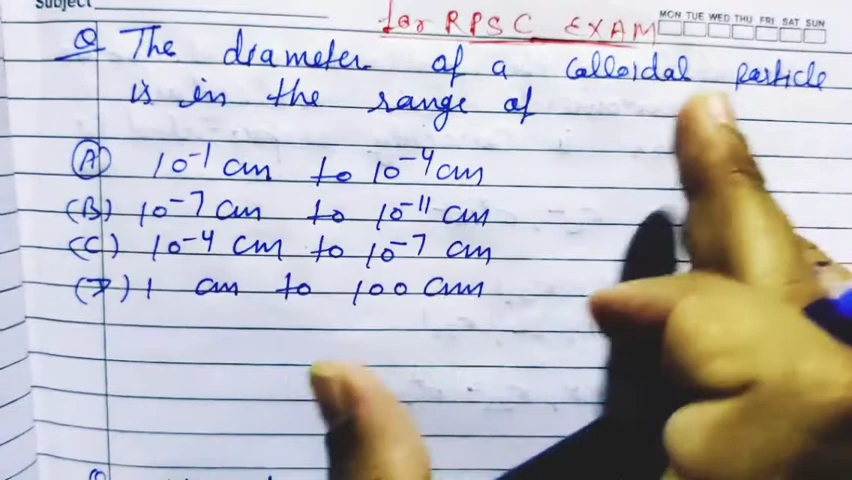 Subject
for RPSC EXAM
MON TUE WED THU FRI SAT SUN
Q The diameter of a colloidal particle
is in the range of
(A) 10-1 cm to 10-4 cm
(B) 10-7 cm to 10-11 cm
(C) 10-4 cm to 10-7 cm
1 cm to 100 cm